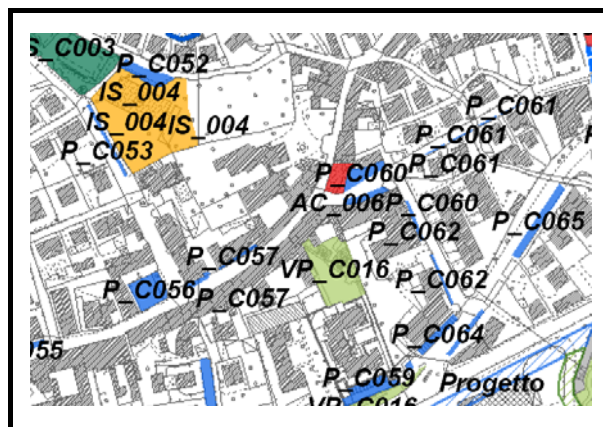 S_C003
P_C052
IS_004
IS_004
IS_004
P_C053
P_C061
P_C061
P_C061
P_C060
AC_006
P_C060
P_C062
P_C065
P_C057
VP_C016
P_C062
P_C056
P_C057
P_C064
055
P_C059
Progetto
VP_C016